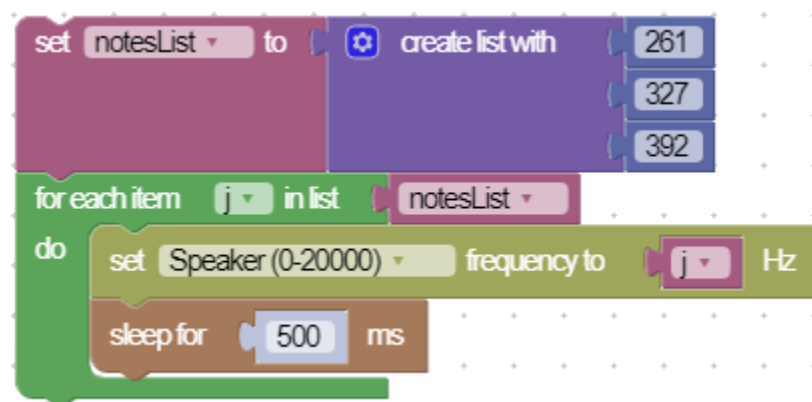 set notesList to create list with 261
327
392
for each item j in list notesList
do set Speaker (0-20000) frequency to j Hz
sleep for 500 ms